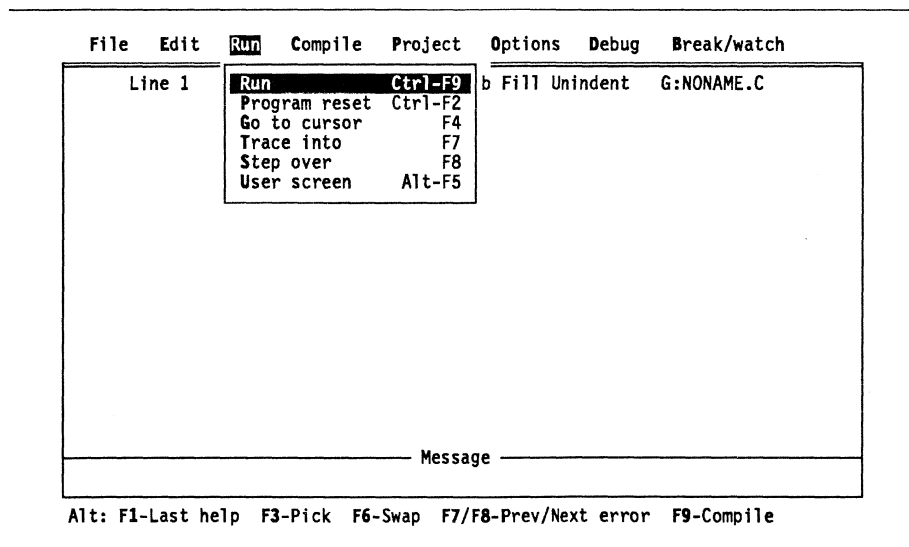 File Edit Run Compile Project Options Debug Break/watch
Line 1 b Fill Unindent G:NONAME.C
Run Ctrl-F9
Program reset Ctrl-F2
Go to cursor F4
Trace into F7
Step over F8
User screen Alt-F5
Message
Alt: F1-Last help F3-Pick F6-Swap F7/F8-Prev/Next error F9-Compile